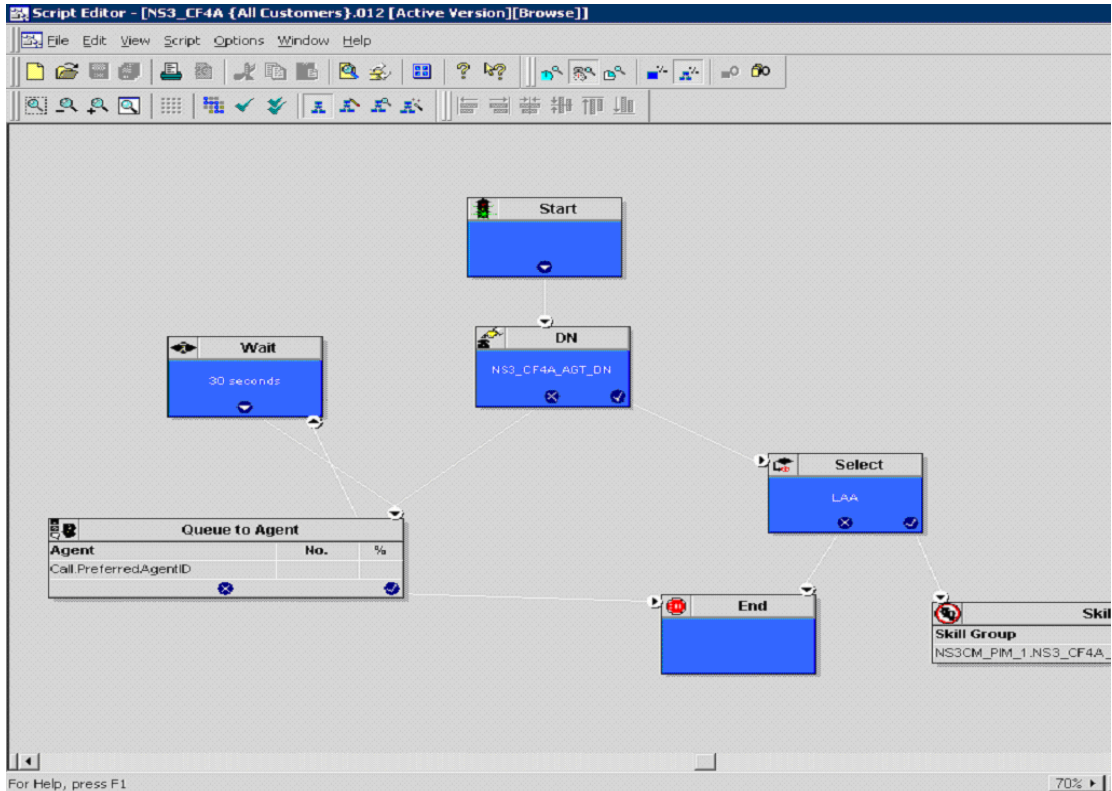 Script Editor - [NS3_CF4A {All Customers}.012 [Active Version][Browse]]
File Edit View Script Options Window Help
Start
DN
NS3_CF4A_AGT_DN
Wait
30 seconds
Select
LAA
Queue to Agent
Agent No. %
Call.PreferredAgentID
End
Skil
Skill Group
NS3CM_PIM_1.NS3_CF4A_
For Help, press F1
70%